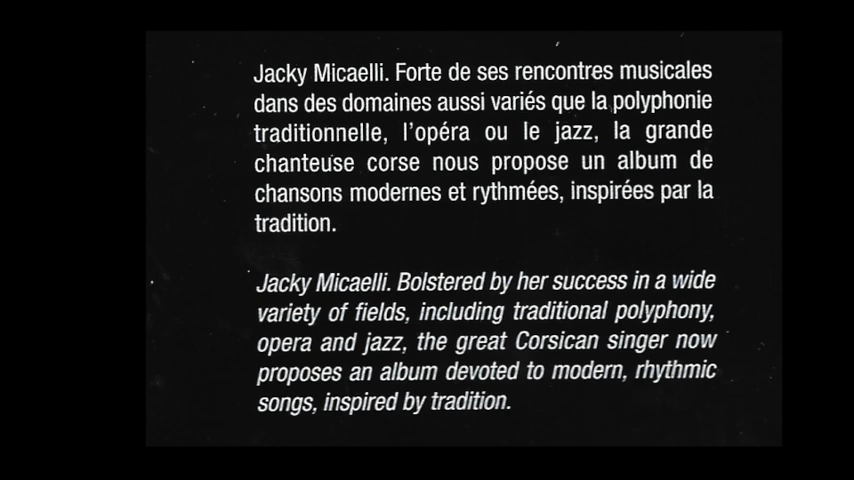 Jacky Micaelli. Forte de ses rencontres musicales
dans des domaines aussi variés que la polyphonie
traditionnelle, l'opéra ou le jazz, la grande
chanteuse corse nous propose un album de
chansons modernes et rythmées, inspirées par la
tradition.
Jacky Micaelli. Bolstered by her success in a wide
variety of fields, including traditional polyphony,
opera and jazz, the great Corsican singer now
proposes an album devoted to modern, rhythmic
songs, inspired by tradition.